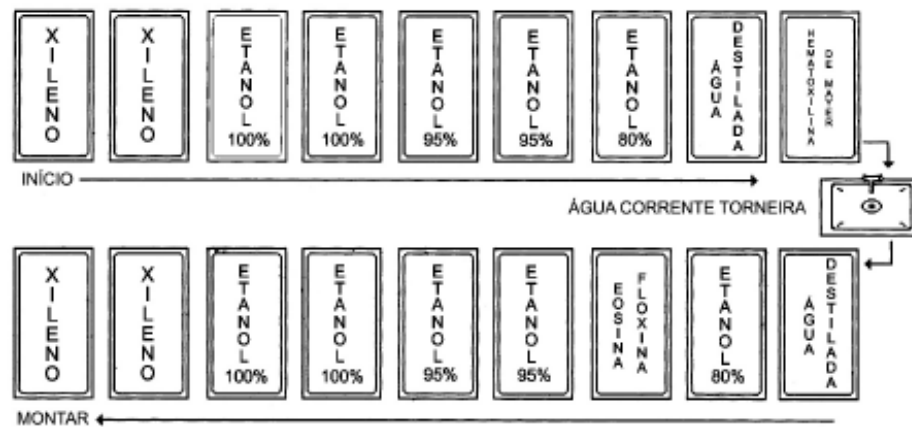 XILENO
XILENO
ETANOL 100%
ETANOL 100%
ETANOL 95%
ETANOL 95%
ETANOL 80%
ÁGUA DESTILADA
HEMATOXILINA DE MAYER
INÍCIO
ÁGUA CORRENTE TORNEIRA
XILENO
XILENO
ETANOL 100%
ETANOL 100%
ETANOL 95%
ETANOL 95%
EOSINA FLOXINA
ETANOL 80%
ÁGUA DESTILADA
MONTAR